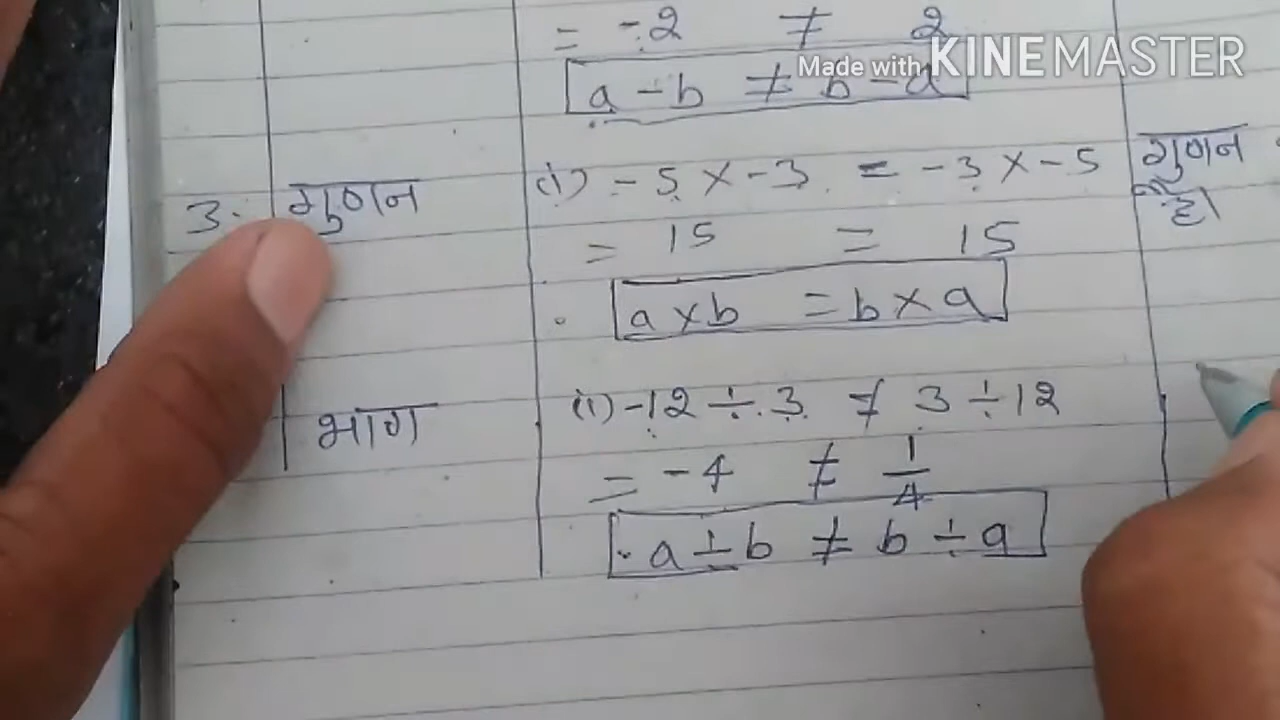 = -2 ≠ 2
Made with KINEMASTER
a - b ≠ b - a
3. गुणन (i) -5 × -3 = -3 × -5 गुणन
= 15 = 15 है।
a × b = b × a
भाग (i) -12 ÷ 3 ≠ 3 ÷ 12
= -4 ≠ 1/4
a ÷ b ≠ b ÷ a